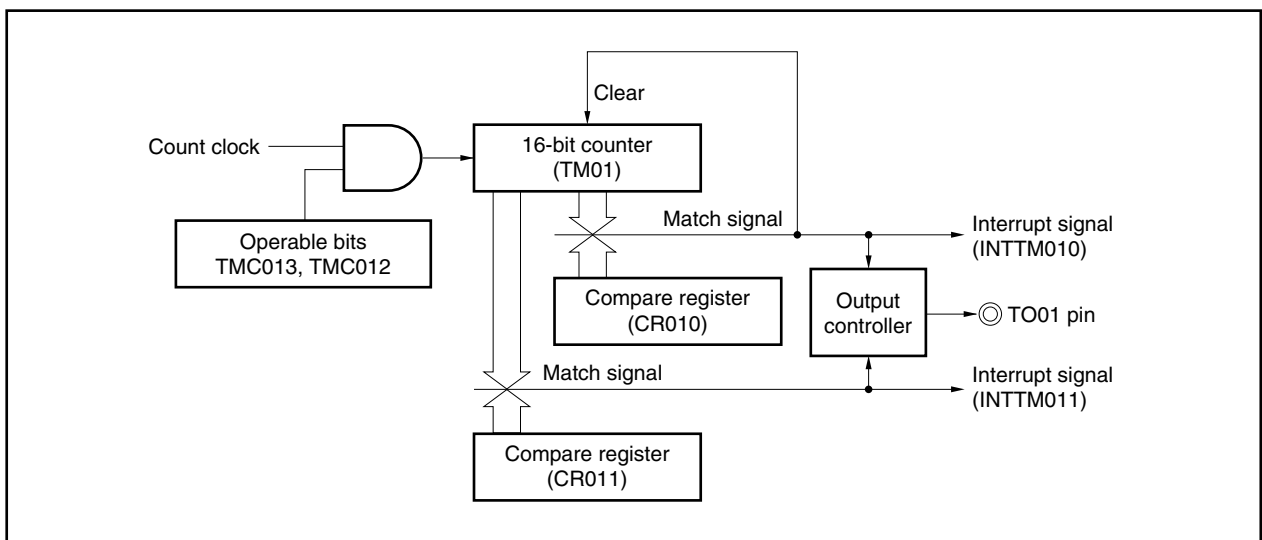 Clear
Count clock
16-bit counter
(TM01)
Operable bits
TMC013, TMC012
Match signal
Interrupt signal
(INTTM010)
Compare register
(CR010)
Output
controller
TO01 pin
Match signal
Interrupt signal
(INTTM011)
Compare register
(CR011)